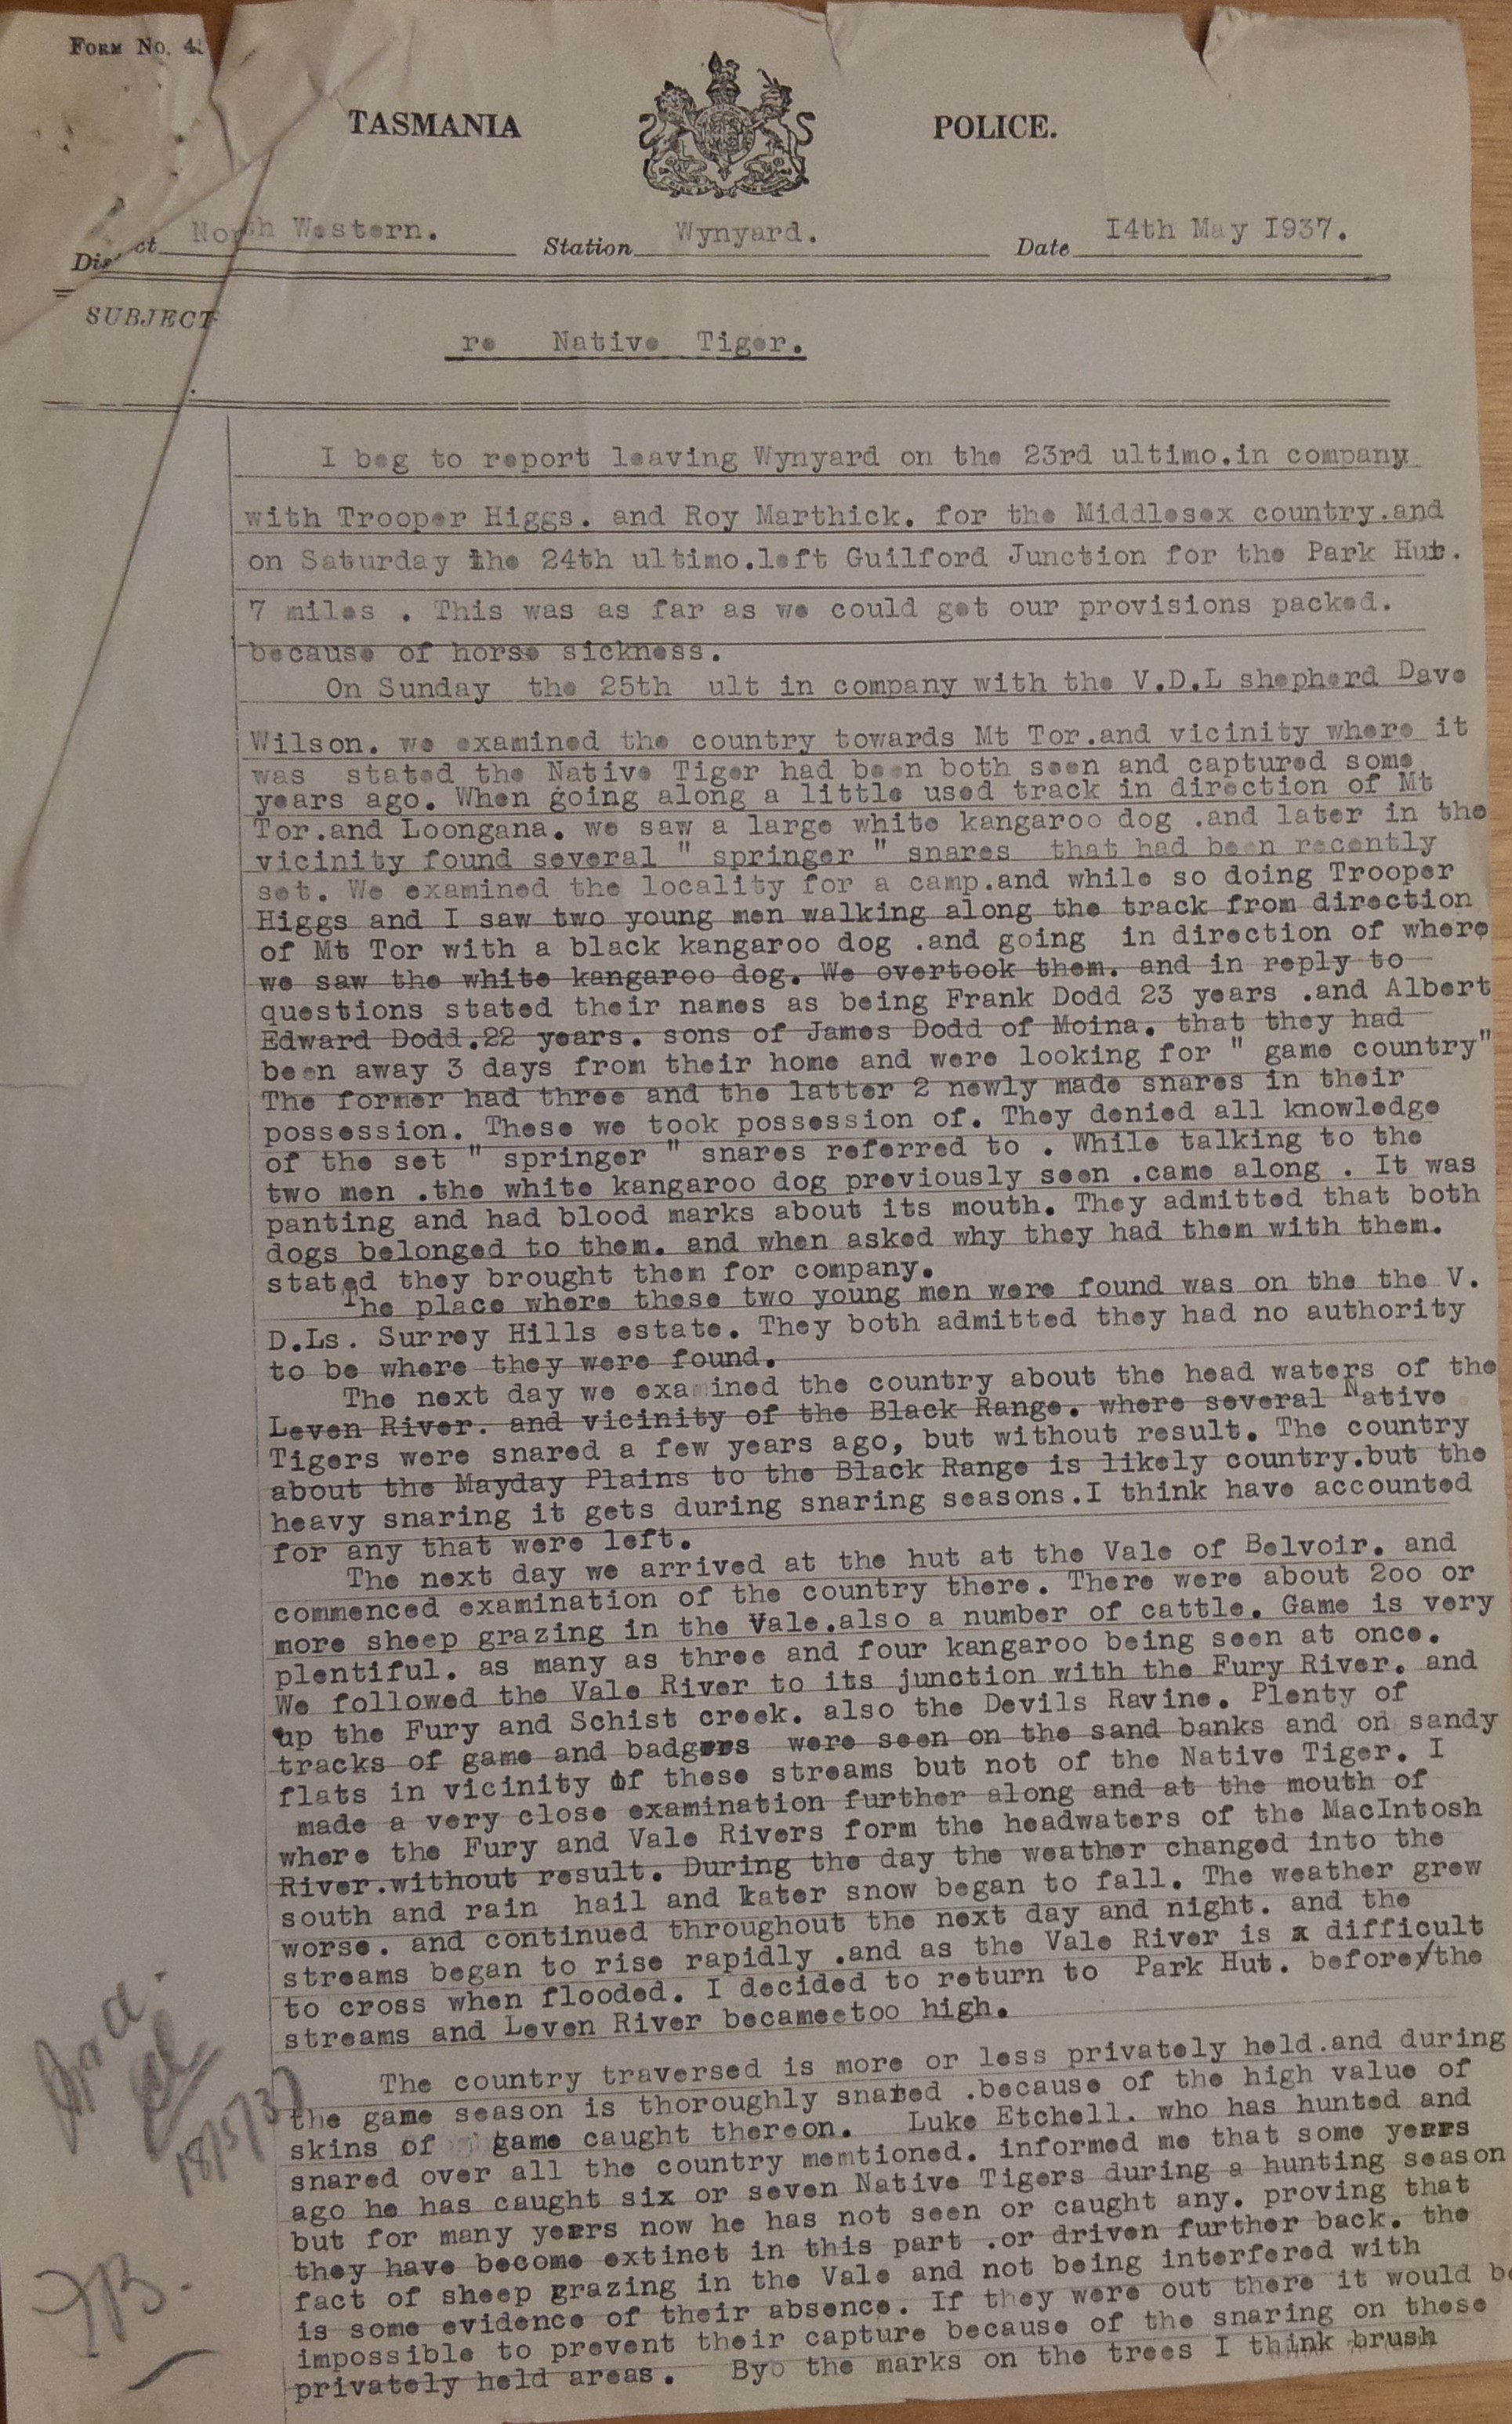 FORM No. 4
TASMANIA POLICE.
District North Western. Station Wynyard. Date I4th May I937.
SUBJECT
re Native Tiger.
I beg to report leaving Wynyard on the 23rd ultimo.in company
with Trooper Higgs. and Roy Marthick. for the Middlesex country.and
on Saturday the 24th ultimo.left Guilford Junction for the Park Hut.
7 miles . This was as far as we could get our provisions packed.
because of horse sickness.
On Sunday the 25th ult in company with the V.D.L shepherd Dave
Wilson. we examined the country towards Mt Tor.and vicinity where it
was stated the Native Tiger had been both seen and captured some
years ago. When going along a little used track in direction of Mt
Tor.and Loongana. we saw a large white kangaroo dog .and later in the
vicinity found several " springer " snares that had been recently
set. We examined the locality for a camp.and while so doing Trooper
Higgs and I saw two young men walking along the track from direction
of Mt Tor with a black kangaroo dog .and going in direction of where
we saw the white kangaroo dog. We overtook them. and in reply to
questions stated their names as being Frank Dodd 23 years .and Albert
Edward Dodd.22 years. sons of James Dodd of Moina. that they had
been away 3 days from their home and were looking for " game country"
The former had three and the latter 2 newly made snares in their
possession. These we took possession of. They denied all knowledge
of the set " springer " snares referred to . While talking to the
two men .the white kangaroo dog previously seen .came along . It was
panting and had blood marks about its mouth. They admitted that both
dogs belonged to them. and when asked why they had them with them.
stated they brought them for company.
The place where these two young men were found was on the the V.
D.Ls. Surrey Hills estate. They both admitted they had no authority
to be where they were found.
The next day we examined the country about the head waters of the
Leven River. and vicinity of the Black Range. where several Native
Tigers were snared a few years ago, but without result. The country
about the Mayday Plains to the Black Range is likely country.but the
heavy snaring it gets during snaring seasons.I think have accounted
for any that were left.
The next day we arrived at the hut at the Vale of Belvoir. and
commenced examination of the country there. There were about 2oo or
more sheep grazing in the Vale.also a number of cattle. Game is very
plentiful. as many as three and four kangaroo being seen at once.
We followed the Vale River to its junction with the Fury River. and
up the Fury and Schist creek. also the Devils Ravine. Plenty of
tracks of game and badgers were seen on the sand banks and on sandy
flats in vicinity of these streams but not of the Native Tiger. I
made a very close examination further along and at the mouth of
where the Fury and Vale Rivers form the headwaters of the MacIntosh
River.without result. During the day the weather changed into the
south and rain hail and later snow began to fall. The weather grew
worse. and continued throughout the next day and night. and the
streams began to rise rapidly .and as the Vale River is x difficult
to cross when flooded. I decided to return to Park Hut. before/the
streams and Leven River becameetoo high.
The country traversed is more or less privately held.and during
the game season is thoroughly snared .because of the high value of
skins of game caught thereon. Luke Etchell. who has hunted and
snared over all the country memtioned. informed me that some years
ago he has caught six or seven Native Tigers during a hunting season
but for many years now he has not seen or caught any. proving that
they have become extinct in this part .or driven further back. the
fact of sheep grazing in the Vale and not being interfered with
is some evidence of their absence. If they were out there it would be
impossible to prevent their capture because of the snaring on these
privately held areas. Byo the marks on the trees I think brush
18/5/37